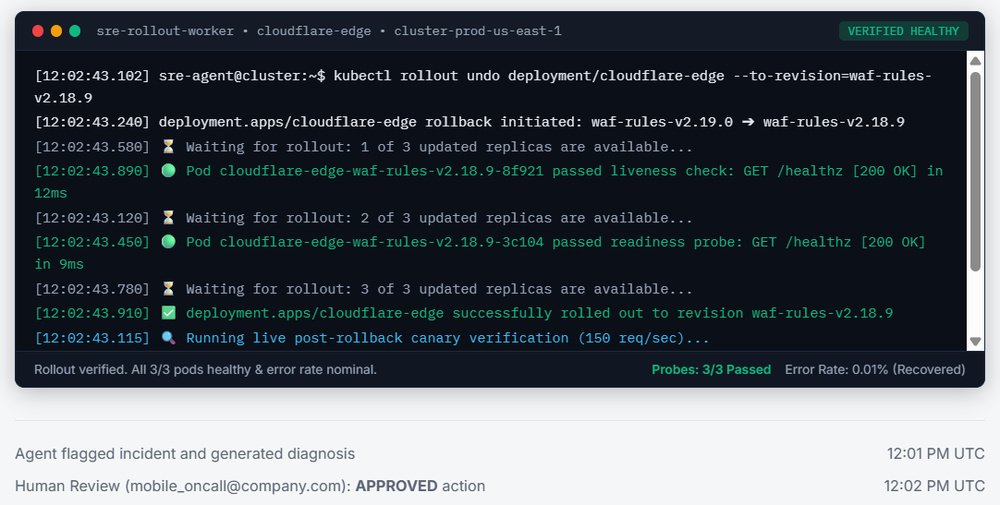 sre-rollout-worker • cloudflare-edge • cluster-prod-us-east-1
VERIFIED HEALTHY
[12:02:43.102] sre-agent@cluster:~$ kubectl rollout undo deployment/cloudflare-edge --to-revision=waf-rules-
v2.18.9
[12:02:43.240] deployment.apps/cloudflare-edge rollback initiated: waf-rules-v2.19.0 ➔ waf-rules-v2.18.9
[12:02:43.580] ⏳ Waiting for rollout: 1 of 3 updated replicas are available...
[12:02:43.890] 🟢 Pod cloudflare-edge-waf-rules-v2.18.9-8f921 passed liveness check: GET /healthz [200 OK] in
12ms
[12:02:43.120] ⏳ Waiting for rollout: 2 of 3 updated replicas are available...
[12:02:43.450] 🟢 Pod cloudflare-edge-waf-rules-v2.18.9-3c104 passed readiness probe: GET /healthz [200 OK]
in 9ms
[12:02:43.780] ⏳ Waiting for rollout: 3 of 3 updated replicas are available...
[12:02:43.910] ✅ deployment.apps/cloudflare-edge successfully rolled out to revision waf-rules-v2.18.9
[12:02:43.115] 🔍 Running live post-rollback canary verification (150 req/sec)...
Rollout verified. All 3/3 pods healthy & error rate nominal.
Probes: 3/3 Passed
Error Rate: 0.01% (Recovered)
Agent flagged incident and generated diagnosis
12:01 PM UTC
Human Review (mobile_oncall@company.com): APPROVED action
12:02 PM UTC